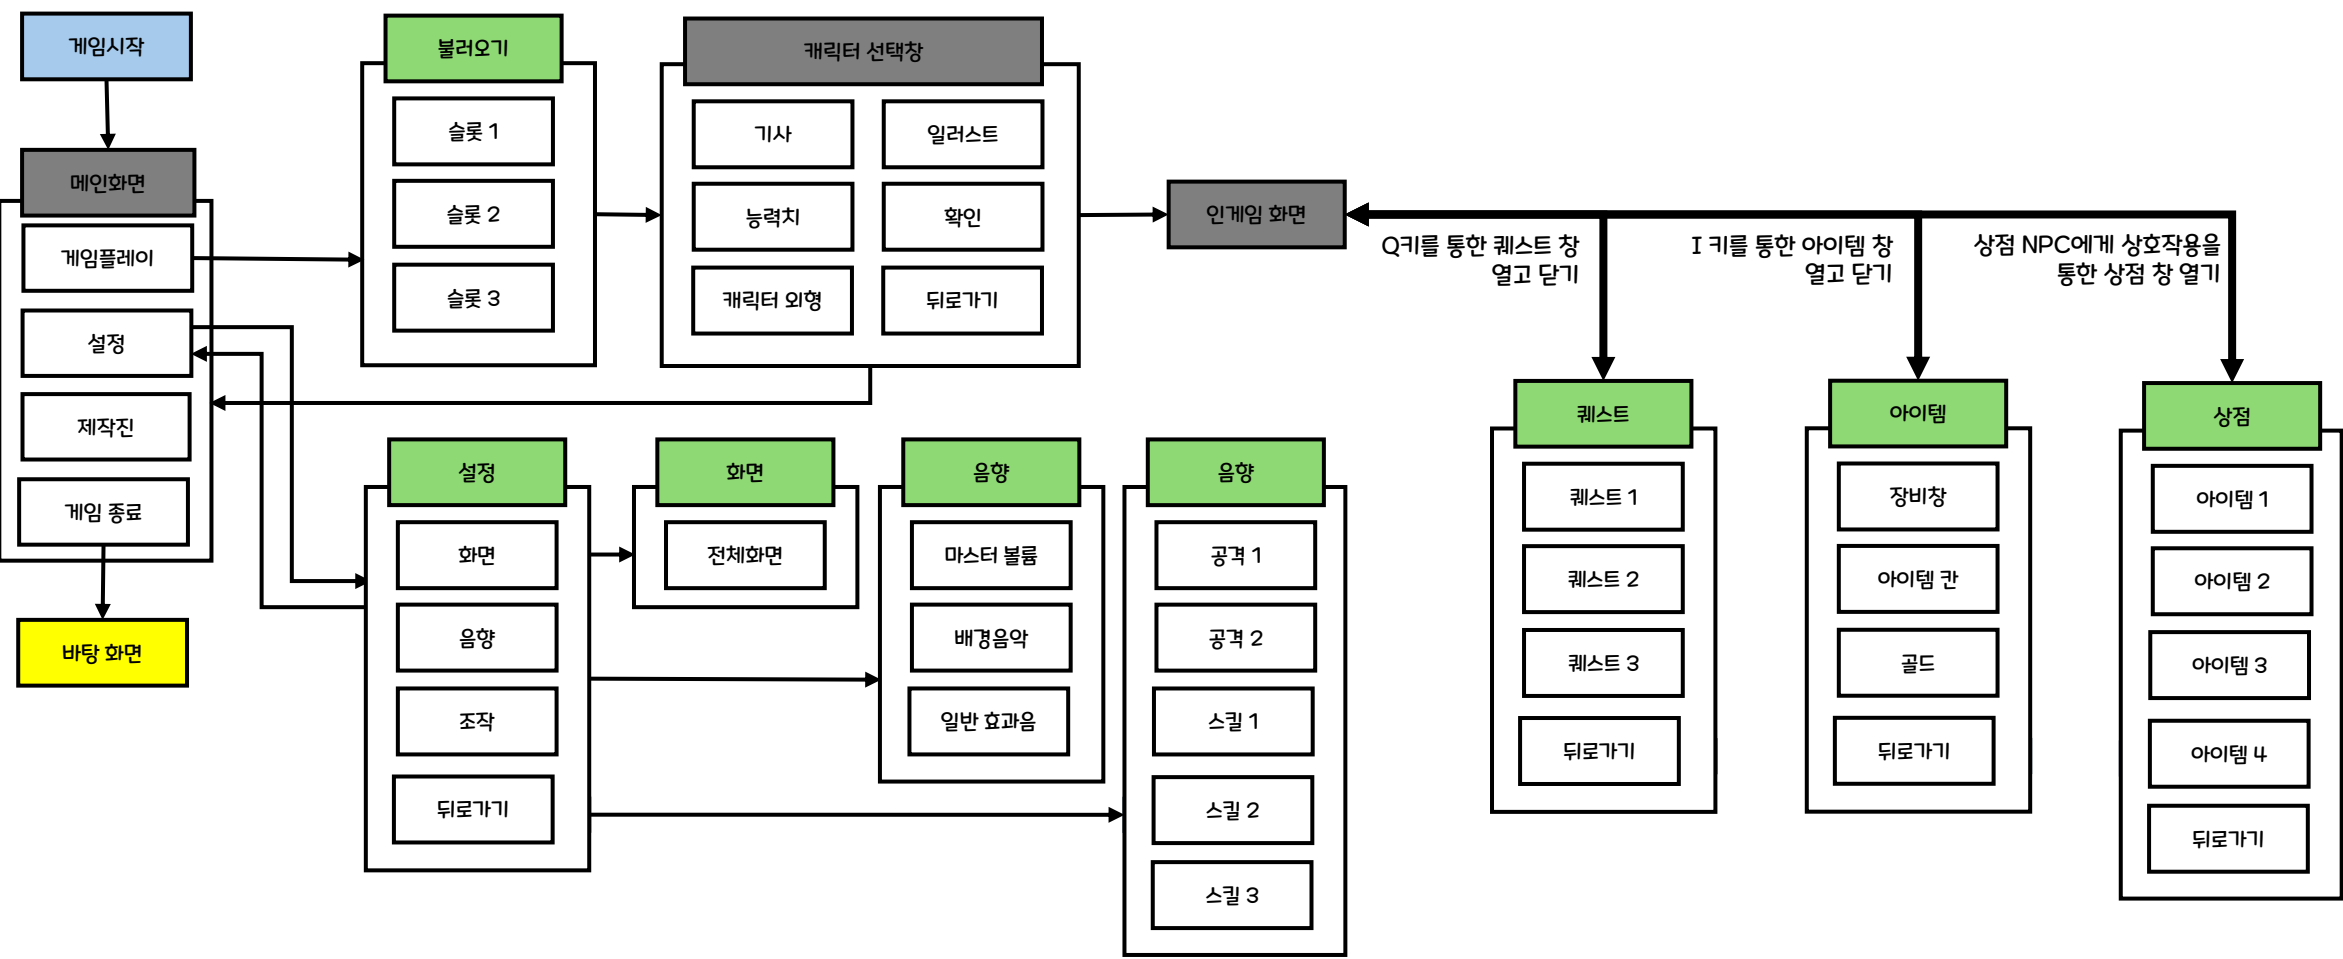 게임시작
메인화면
게임플레이
설정
제작진
게임 종료
바탕 화면
불러오기
슬롯 1
슬롯 2
슬롯 3
캐릭터 선택창
기사
일러스트
능력치
확인
캐릭터 외형
뒤로가기
인게임 화면
Q키를 통한 퀘스트 창
열고 닫기
I 키를 통한 아이템 창
열고 닫기
상점 NPC에게 상호작용을
통한 상점 창 열기
설정
화면
음향
조작
뒤로가기
화면
전체화면
음향
마스터 볼륨
배경음악
일반 효과음
음향
공격 1
공격 2
스킬 1
스킬 2
스킬 3
퀘스트
퀘스트 1
퀘스트 2
퀘스트 3
뒤로가기
아이템
장비창
아이템 칸
골드
뒤로가기
상점
아이템 1
아이템 2
아이템 3
아이템 4
뒤로가기